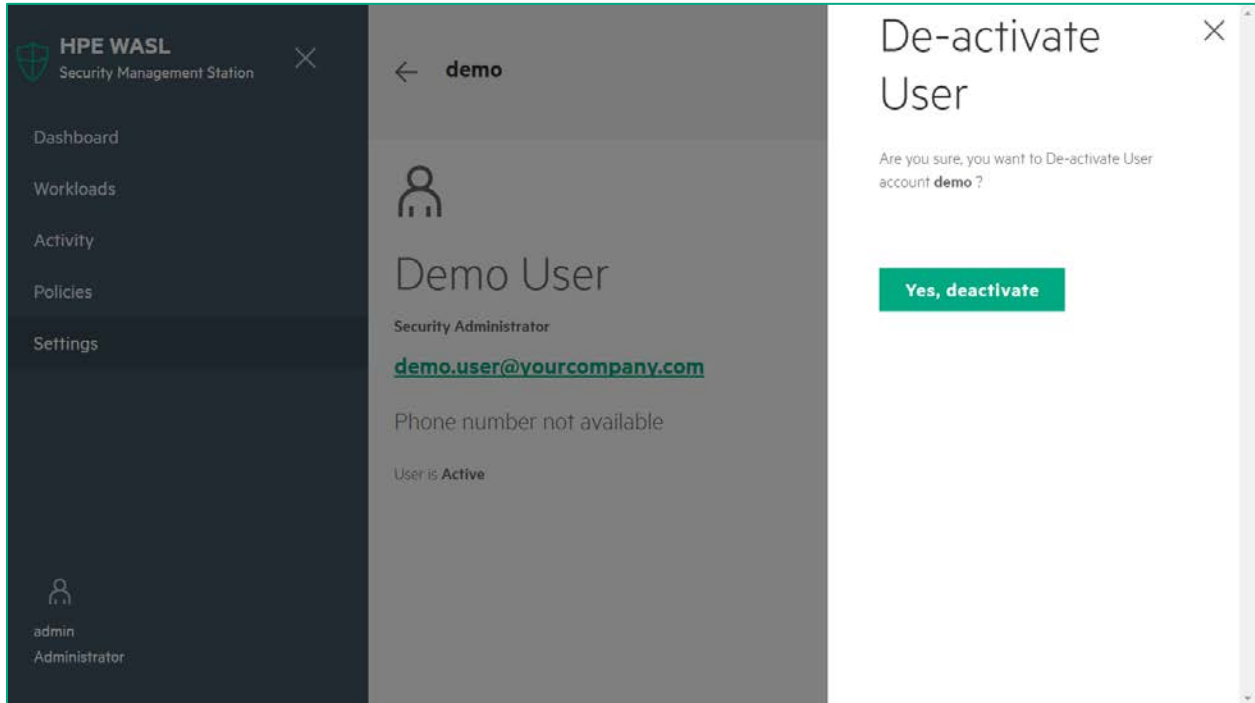 HPE WASL
Security Management Station
Dashboard
Workloads
Activity
Policies
Settings
admin
Administrator
demo
Demo User
Security Administrator
demo.user@yourcompany.com
Phone number not available
User is Active
De-activate
User
Are you sure, you want to De-activate User
account demo ?
Yes, deactivate